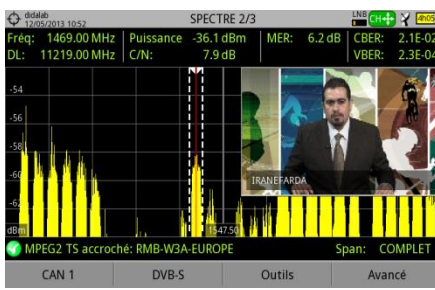 didalab
12/05/2013 10:52
SPECTRE 2/3
LNB
CH
4h05
Fréq: 1469.00 MHz
Puissance -36.1 dBm
MER: 6.2 dB
CBER: 2.1E-02
DL: 11219.00 MHz
C/N: 7.9 dB
VBER: 2.3E-04
-54
-56
-58
-60
-62
dBm
1547.50
IRANEFARDA
MPEG2 TS accroché: RMB-W3A-EUROPE
Span: COMPLET
CAN 1
DVB-S
Outils
Avancé